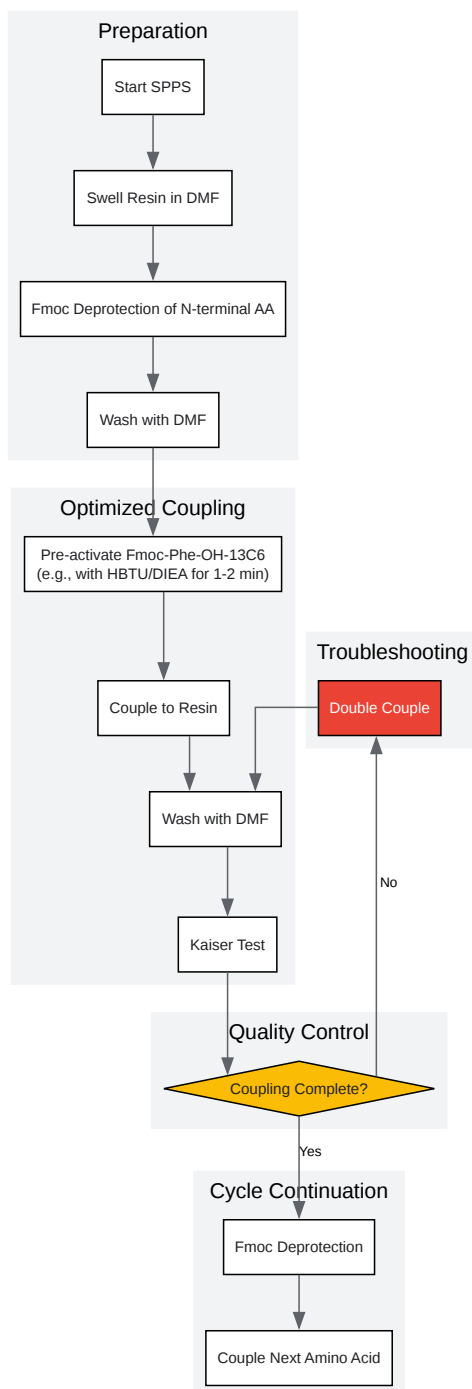 Preparation
Start SPPS
Swell Resin in DMF
Fmoc Deprotection of N-terminal AA
Wash with DMF
Optimized Coupling
Pre-activate Fmoc-Phe-OH-13C6
(e.g., with HBTU/DIEA for 1-2 min)
Troubleshooting
Couple to Resin
Double Couple
Wash with DMF
No
Kaiser Test
Quality Control
Coupling Complete?
Yes
Cycle Continuation
Fmoc Deprotection
Couple Next Amino Acid